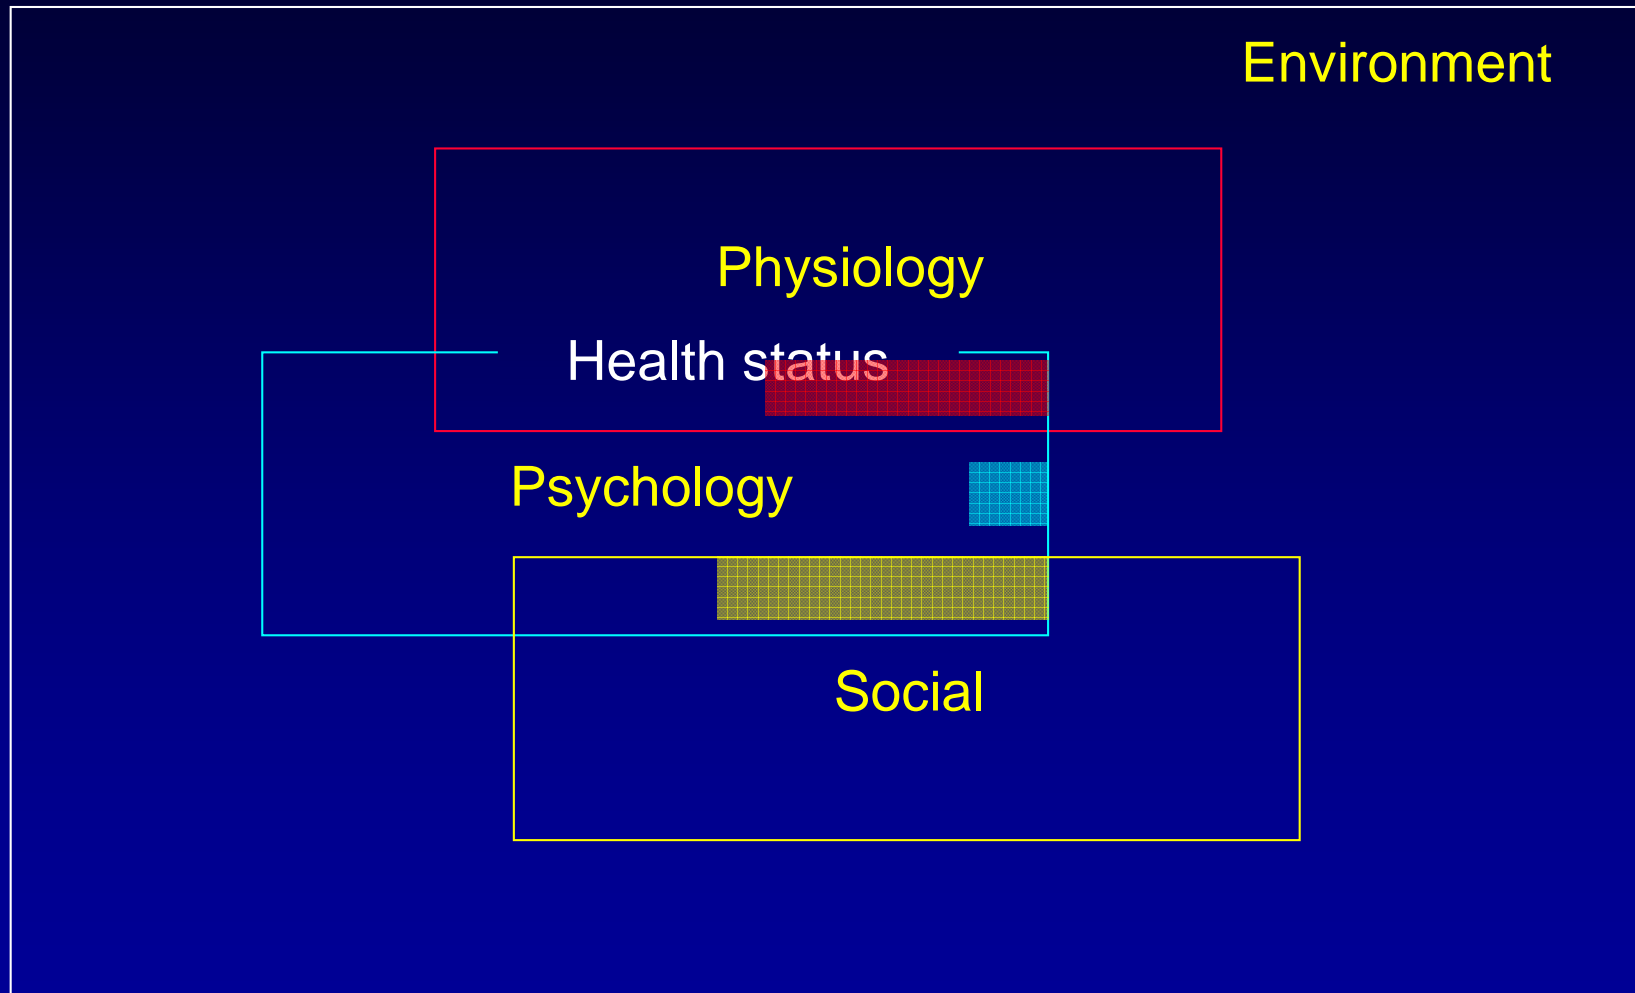 Environment
Physiology
Health status
Psychology
Social